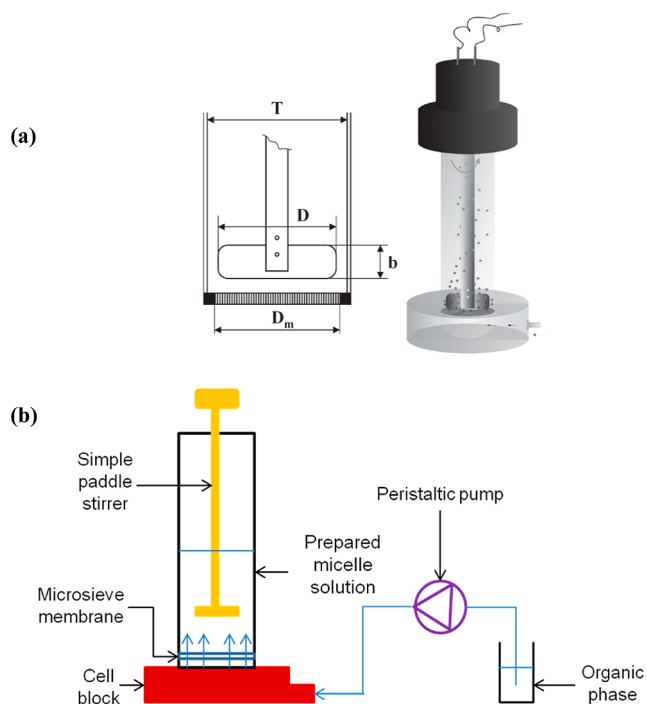 (a)
T
D
b
Dm
(b)
Simple
paddle
stirrer
Peristaltic pump
Prepared
micelle
solution
Microsieve
membrane
Cell
block
Organic
phase